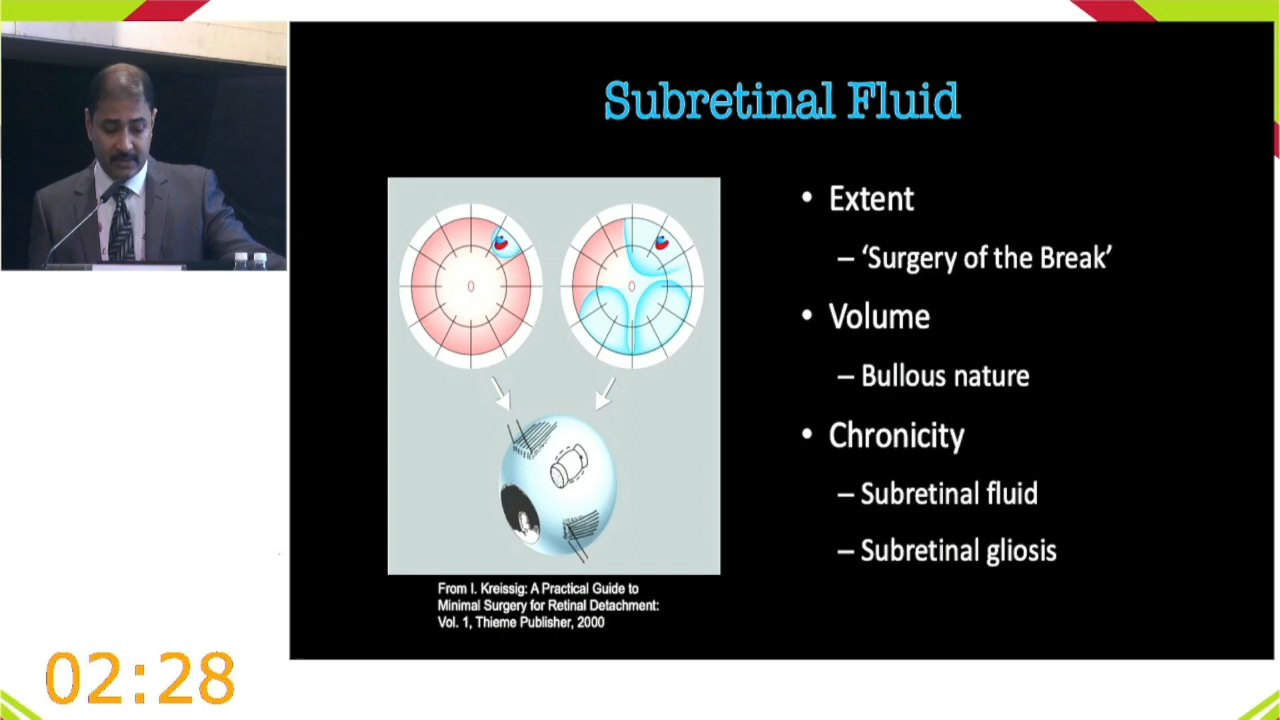 Subretinal Fluid
• Extent
– ‘Surgery of the Break’
• Volume
– Bullous nature
• Chronicity
– Subretinal fluid
– Subretinal gliosis
From I. Kreissig: A Practical Guide to
Minimal Surgery for Retinal Detachment:
Vol. 1, Thieme Publisher, 2000
02:28